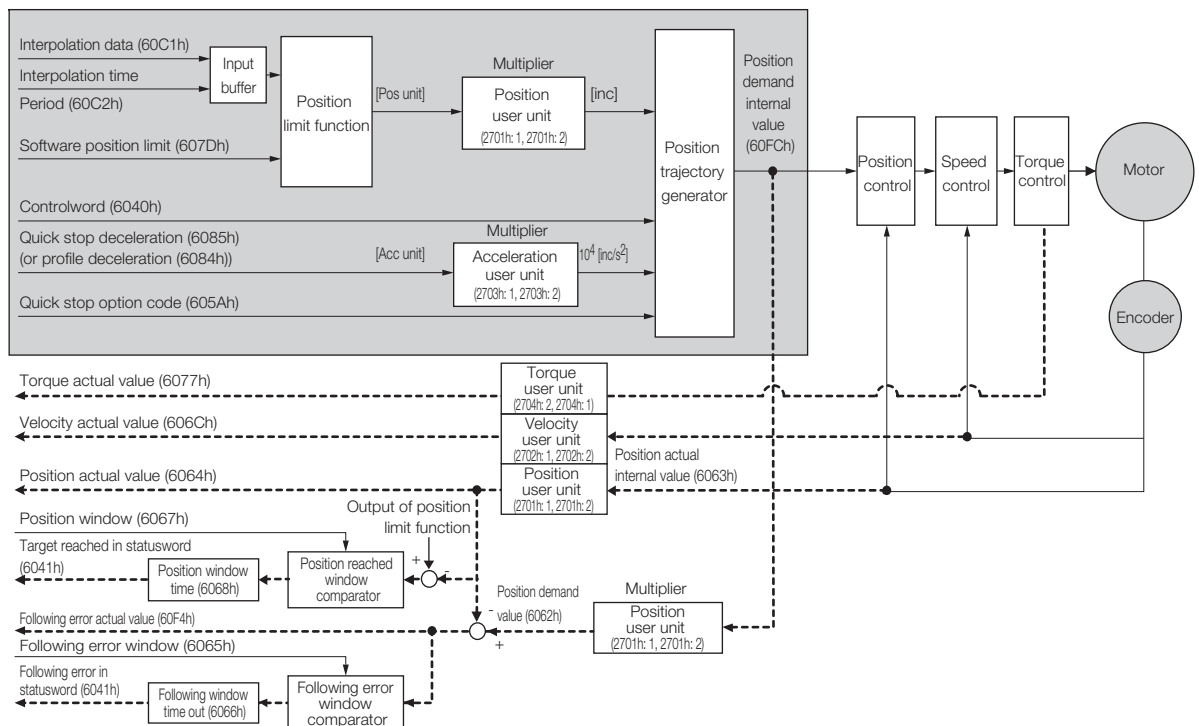 Interpolation data (60C1h)
Interpolation time
Period (60C2h)
Input
buffer
Software position limit (607Dh)
Position
limit function
[Pos unit]
Multiplier
Position
user unit
(2701h: 1, 2701h: 2)
[inc]
Controlword (6040h)
Quick stop deceleration (6085h)
(or profile deceleration (6084h))
[Acc unit]
Multiplier
Acceleration
user unit
(2703h: 1, 2703h: 2)
10⁴ [inc/s²]
Quick stop option code (605Ah)
Position
trajectory
generator
Position
demand
internal
value
(60FCh)
Position
control
Speed
control
Torque
control
Motor
Encoder
Torque actual value (6077h)
Torque
user unit
(2704h: 2, 2704h: 1)
Velocity actual value (606Ch)
Velocity
user unit
(2702h: 1, 2702h: 2)
Position actual value (6064h)
Position
user unit
(2701h: 1, 2701h: 2)
Position actual
internal value (6063h)
Position window (6067h)
Output of position
limit function
Target reached in statusword
(6041h)
Position window
time (6068h)
Position reached
window
comparator
+
-
Following error actual value (60F4h)
-
+
Position demand
value (6062h)
Multiplier
Position
user unit
(2701h: 1, 2701h: 2)
Following error window (6065h)
Following error in
statusword (6041h)
Following window
time out (6066h)
Following error
window
comparator